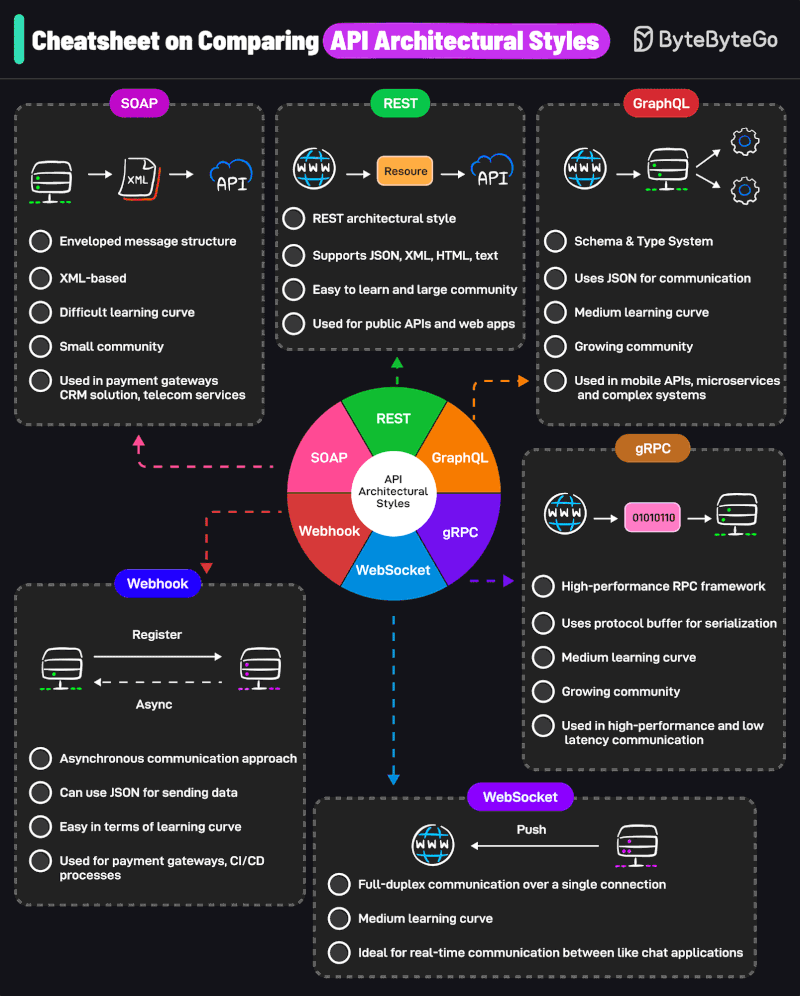 Cheatsheet on Comparing API Architectural Styles
ByteByteGo
SOAP
XML
API
Enveloped message structure
XML-based
Difficult learning curve
Small community
Used in payment gateways
CRM solution, telecom services
REST
WWW
Resoure
API
REST architectural style
Supports JSON, XML, HTML, text
Easy to learn and large community
Used for public APIs and web apps
GraphQL
WWW
Schema & Type System
Uses JSON for communication
Medium learning curve
Growing community
Used in mobile APIs, microservices
and complex systems
REST
SOAP
GraphQL
API
Architectural
Styles
Webhook
gRPC
WebSocket
gRPC
WWW
01010110
High-performance RPC framework
Uses protocol buffer for serialization
Medium learning curve
Growing community
Used in high-performance and low
latency communication
Webhook
Register
Async
Asynchronous communication approach
Can use JSON for sending data
Easy in terms of learning curve
Used for payment gateways, CI/CD
processes
WebSocket
WWW
Push
Full-duplex communication over a single connection
Medium learning curve
Ideal for real-time communication between like chat applications